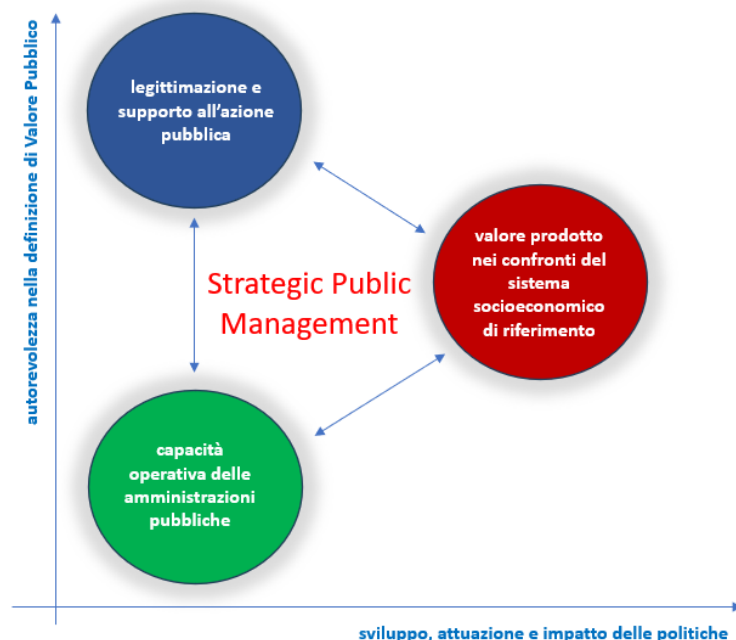 autorevolezza nella definizione di Valore Pubblico
legittimazione e
supporto all'azione
pubblica
valore prodotto
nei confronti del
sistema
socioeconomico
di riferimento
Strategic Public
Management
capacità
operativa delle
amministrazioni
pubbliche
sviluppo, attuazione e impatto delle politiche